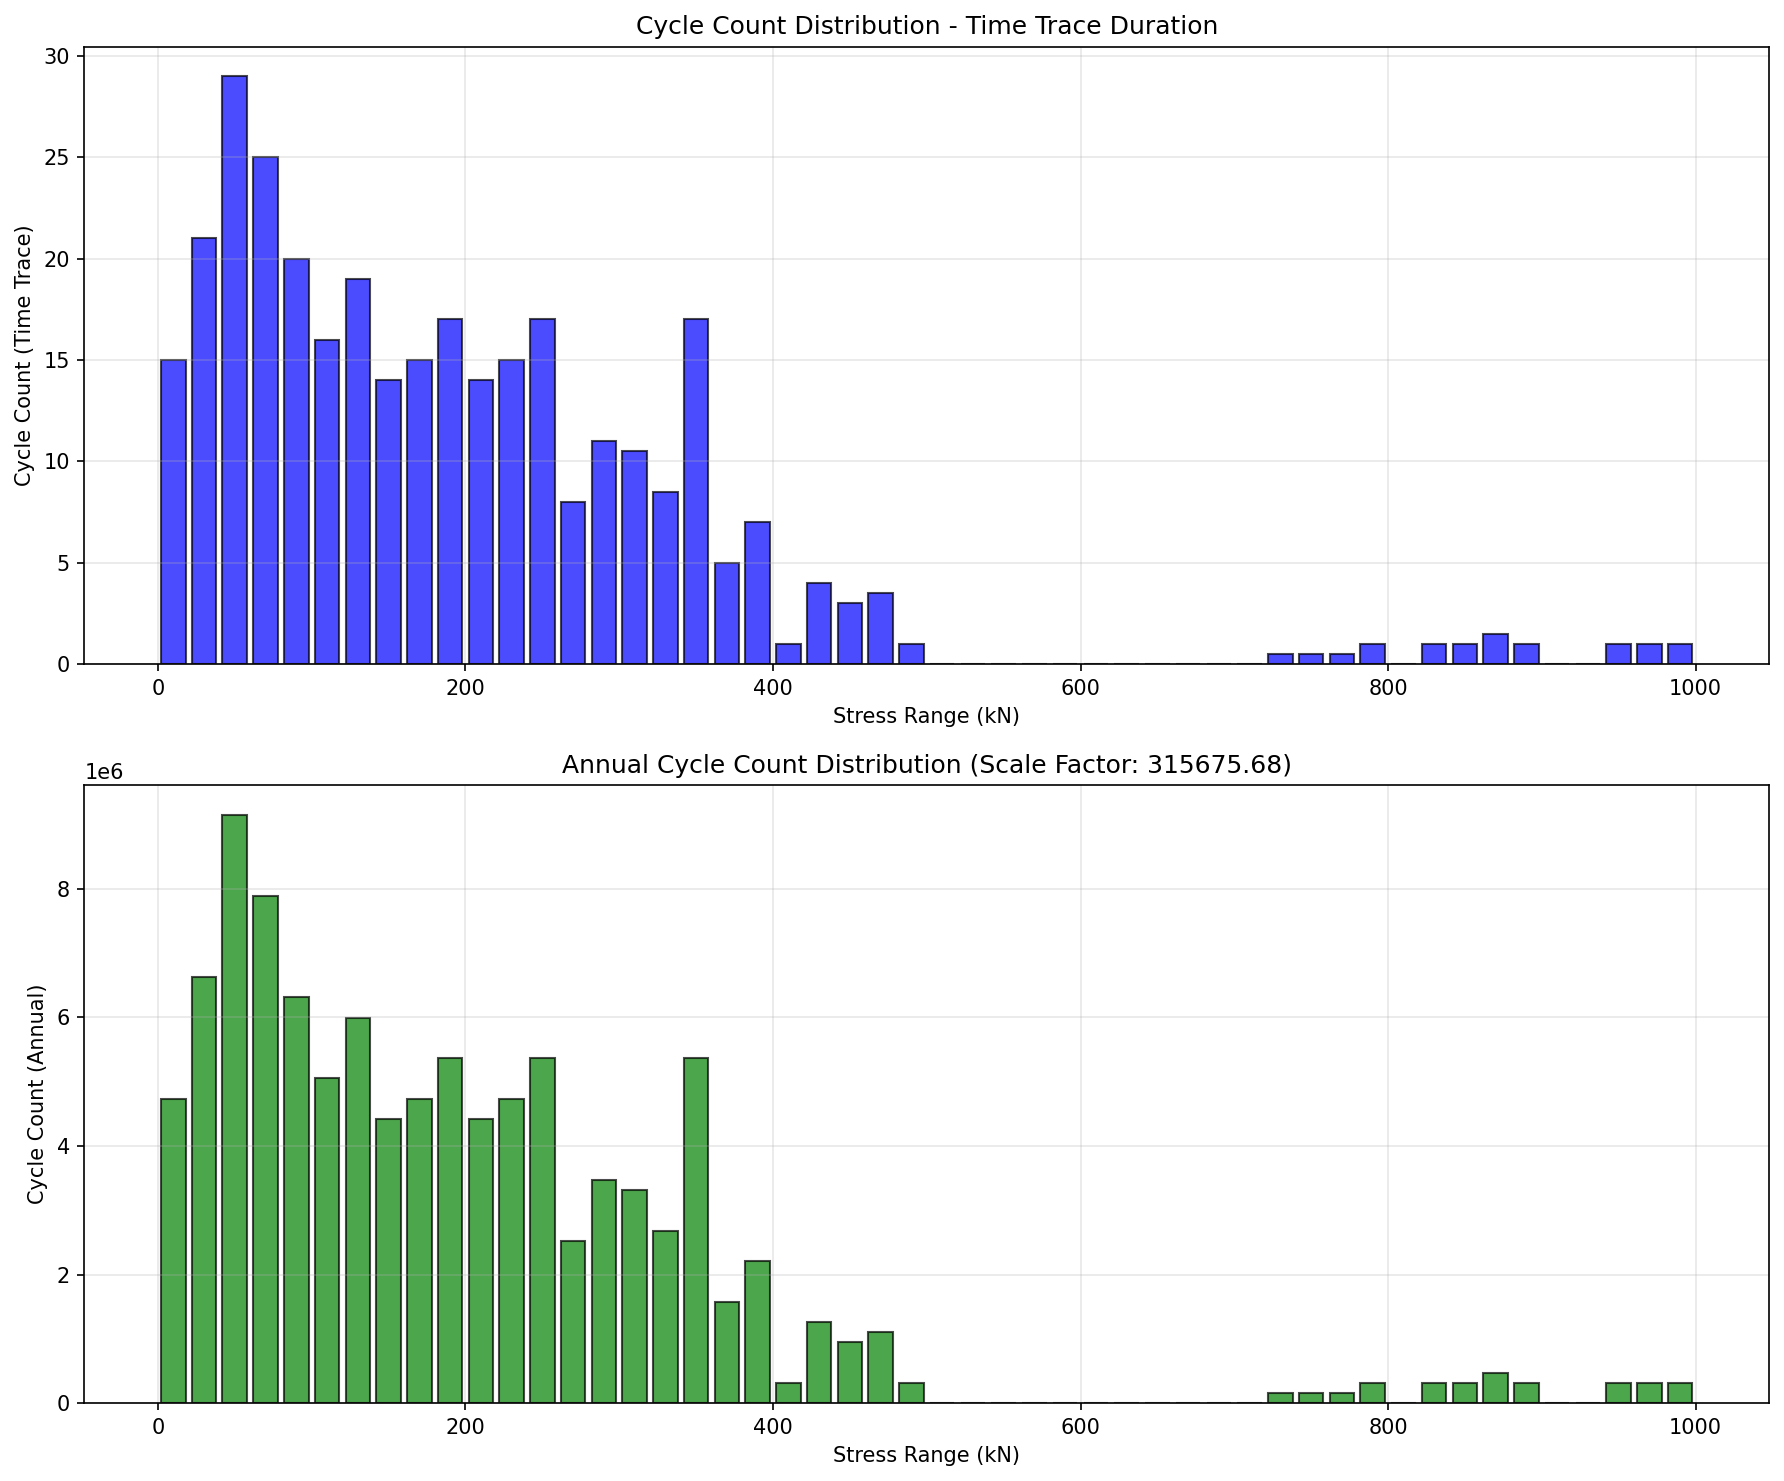 Cycle Count Distribution - Time Trace Duration
30
25
20
15
10
5
0
Cycle Count (Time Trace)
0 200 400 600 800 1000
Stress Range (kN)
Annual Cycle Count Distribution (Scale Factor: 315675.68)
1e6
8
6
4
2
0
Cycle Count (Annual)
0 200 400 600 800 1000
Stress Range (kN)